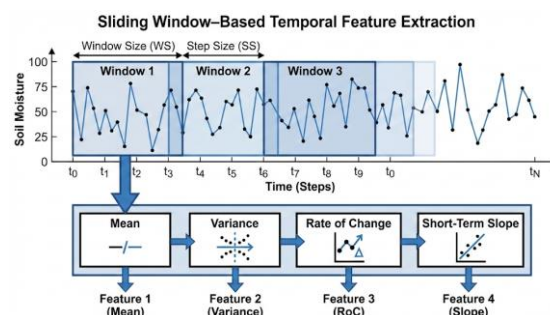 Sliding Window–Based Temporal Feature Extraction
Window Size (WS) Step Size (SS)
Window 1 Window 2 Window 3
Soil Moisture
100
75
50
25
0
t0 t1 t2 t3 t4 t5 t6 t7 t8 t9 t0 tN
Time (Steps)
Mean Variance Rate of Change Short-Term Slope
Δ
Feature 1 Feature 2 Feature 3 Feature 4
(Mean) (Variance) (RoC) (Slope)